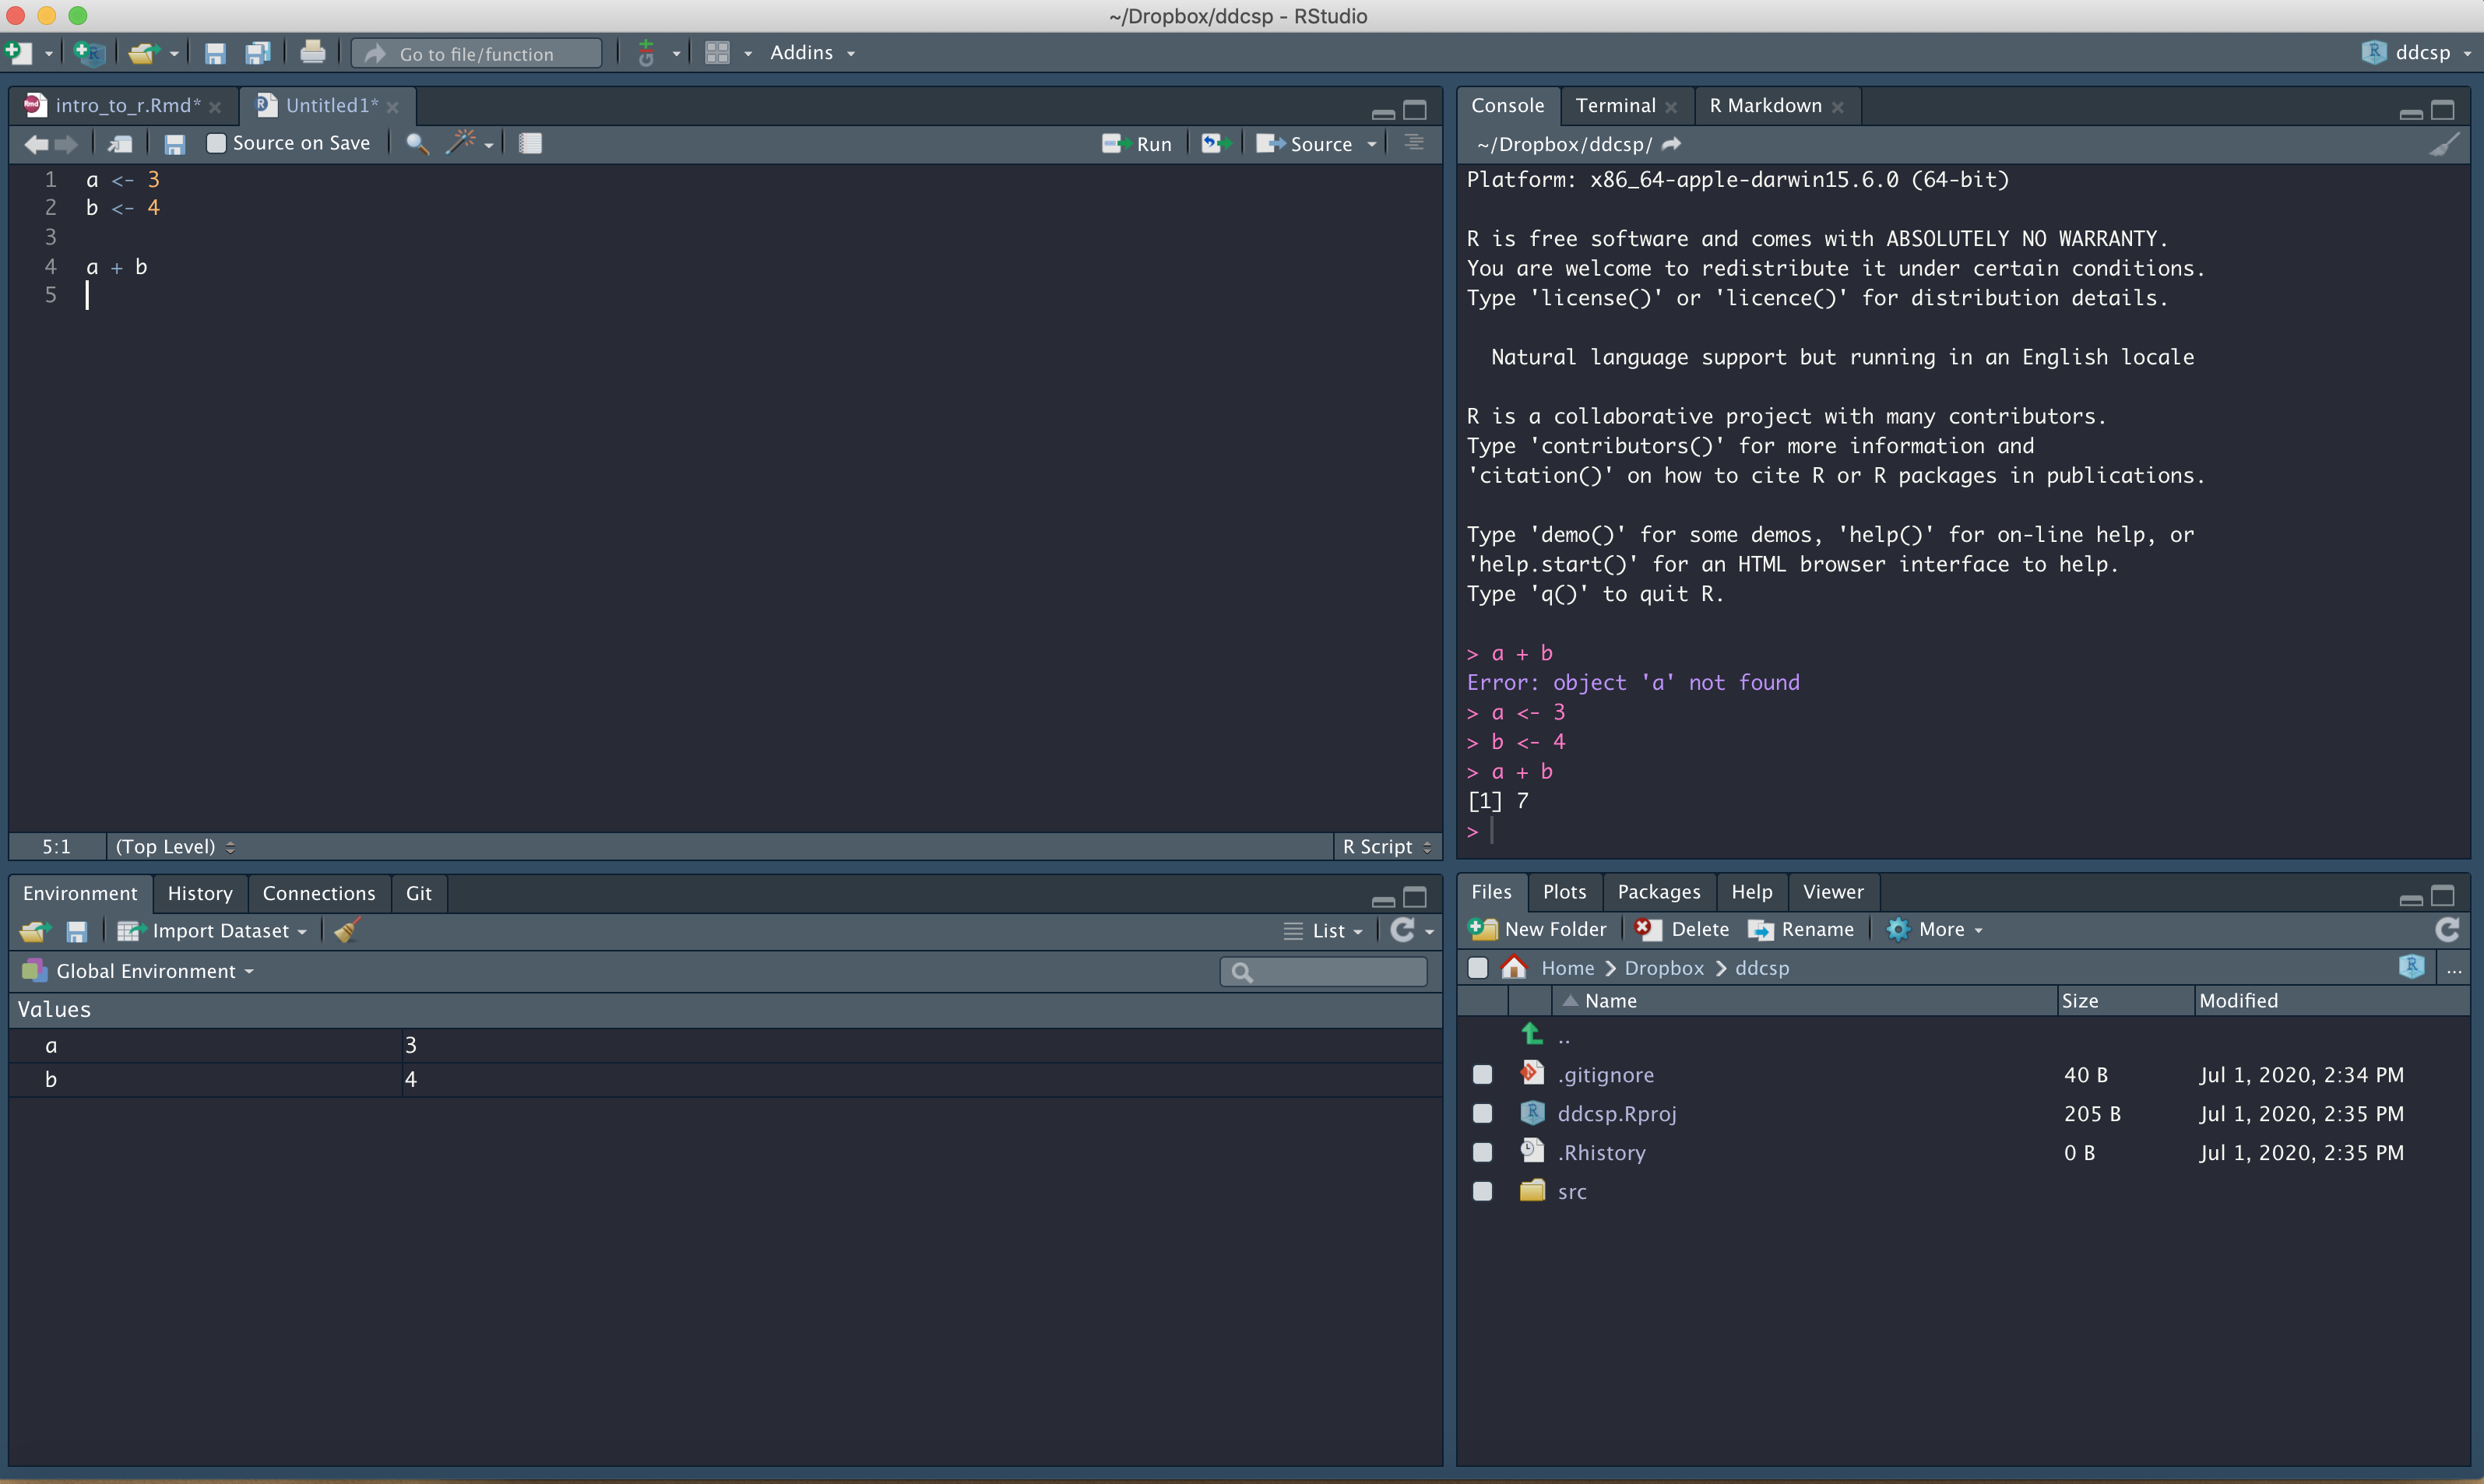 ~/Dropbox/ddcsp - RStudio
Go to file/function
Addins
ddcsp
intro_to_r.Rmd*
Untitled1*
Source on Save
Run
Source
1 a <- 3
2 b <- 4
3
4 a + b
5
5:1 (Top Level) R Script
Console Terminal R Markdown
~/Dropbox/ddcsp/
Platform: x86_64-apple-darwin15.6.0 (64-bit)
R is free software and comes with ABSOLUTELY NO WARRANTY.
You are welcome to redistribute it under certain conditions.
Type 'license()' or 'licence()' for distribution details.
Natural language support but running in an English locale
R is a collaborative project with many contributors.
Type 'contributors()' for more information and
'citation()' on how to cite R or R packages in publications.
Type 'demo()' for some demos, 'help()' for on-line help, or
'help.start()' for an HTML browser interface to help.
Type 'q()' to quit R.
> a + b
Error: object 'a' not found
> a <- 3
> b <- 4
> a + b
[1] 7
>
Environment History Connections Git
Import Dataset List
Global Environment
Values
a 3
b 4
Files Plots Packages Help Viewer
New Folder Delete Rename More
Home Dropbox ddcsp ...
Name Size Modified
..
.gitignore 40 B Jul 1, 2020, 2:34 PM
ddcsp.Rproj 205 B Jul 1, 2020, 2:35 PM
.Rhistory 0 B Jul 1, 2020, 2:35 PM
src